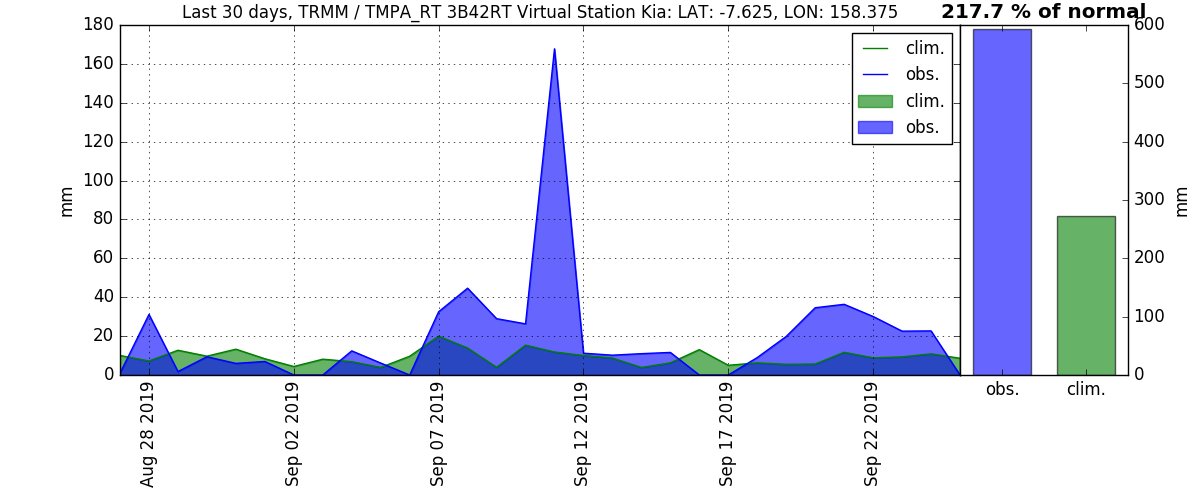 Last 30 days, TRMM / TMPA_RT 3B42RT Virtual Station Kia: LAT: -7.625, LON: 158.375
217.7 % of normal
180
160
140
120
100
80
60
40
20
0
mm
clim.
obs.
clim.
obs.
Aug 28 2019
Sep 02 2019
Sep 07 2019
Sep 12 2019
Sep 17 2019
Sep 22 2019
600
500
400
300
200
100
0
mm
obs.
clim.